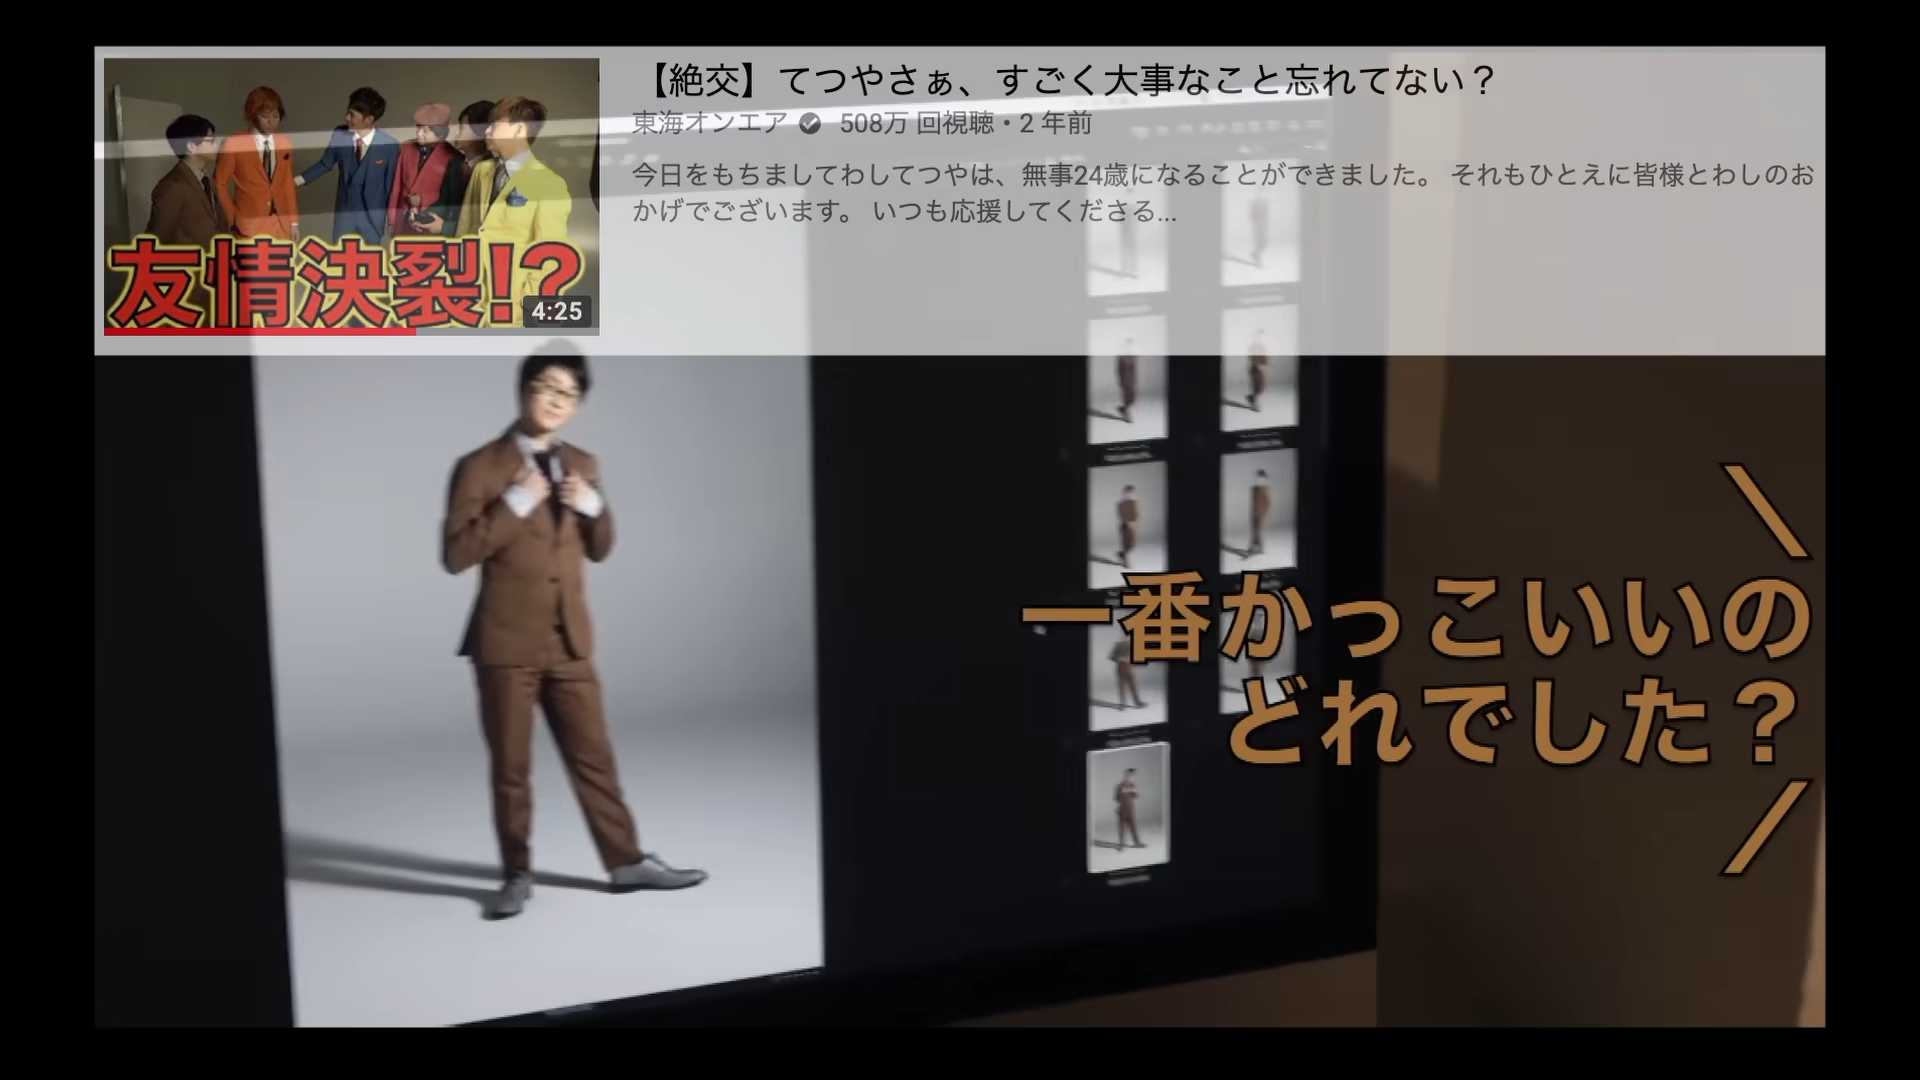 【絶交】てつやさぁ、すごく大事なこと忘れてない？
東海オンエア 508万 回視聴・2 年前
今日をもちましてわしてつやは、無事24歳になることができました。 それもひとえに皆様とわしのお
かげでございます。 いつも応援してくださる...
友情決裂!?
4:25
一番かっこいいの
どれでした？